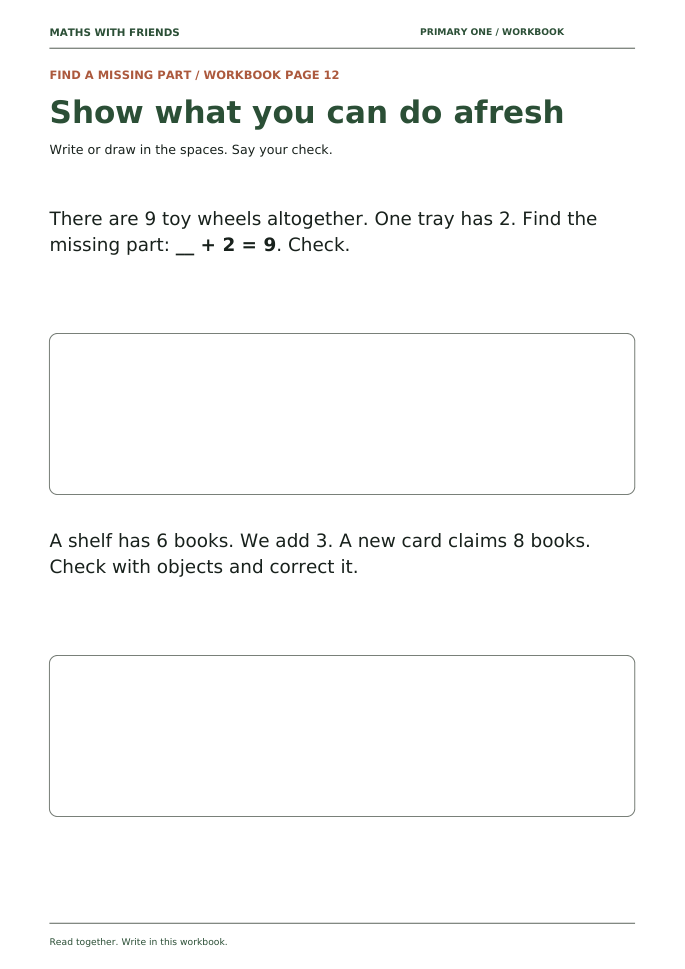 MATHS WITH FRIENDS
PRIMARY ONE / WORKBOOK
FIND A MISSING PART / WORKBOOK PAGE 12
Show what you can do afresh
Write or draw in the spaces. Say your check.
There are 9 toy wheels altogether. One tray has 2. Find the
missing part: __ + 2 = 9. Check.
A shelf has 6 books. We add 3. A new card claims 8 books.
Check with objects and correct it.
Read together. Write in this workbook.